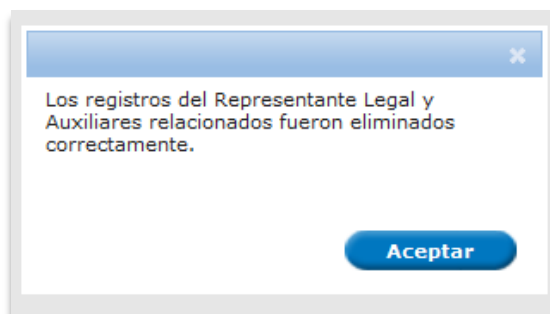 Los registros del Representante Legal y
Auxiliares relacionados fueron eliminados
correctamente.
Aceptar